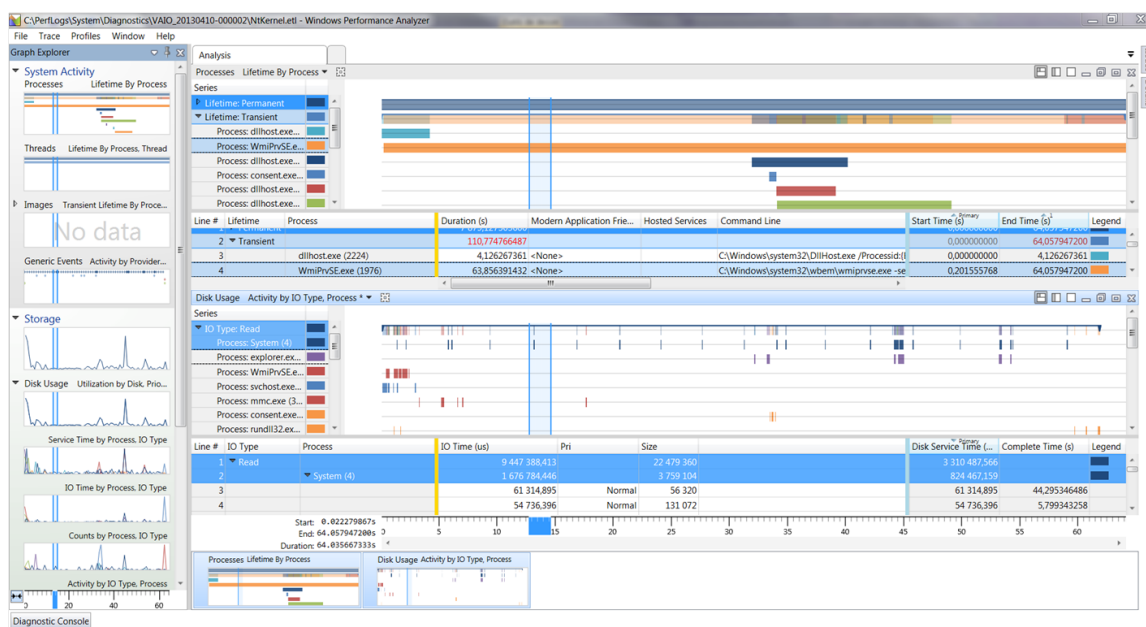 C:\PerfLogs\System\Diagnostics\VAIO_20130410-000002\NtKernel.etl - Windows Performance Analyzer
File Trace Profiles Window Help
Graph Explorer
System Activity
Processes Lifetime By Process
Threads Lifetime By Process, Thread
Images Transient Lifetime By Proce...
No data
Generic Events Activity by Provider...
Storage
Disk Usage Utilization by Disk, Prio...
Service Time by Process, IO Type
IO Time by Process, IO Type
Counts by Process, IO Type
Activity by IO Type, Process
0 20 40 60
Diagnostic Console
Analysis
Processes Lifetime By Process
Series
Lifetime: Permanent
Lifetime: Transient
Process: dllhost.exe...
Process: WmiPrvSE.e...
Process: dllhost.exe...
Process: consent.exe...
Process: dllhost.exe...
Process: dllhost.exe...
Line # Lifetime Process Duration (s) Modern Application Frie... Hosted Services Command Line Start Time (s) Primary End Time (s) 1 Legend
2 Transient 110,774766487 0,000000000 64,057947200
3 dllhost.exe (2224) 4,126267361 <None> C:\Windows\system32\DllHost.exe /Processid:{ 0,000000000 4,126267361
4 WmiPrvSE.exe (1976) 63,856391432 <None> C:\Windows\system32\wbem\wmiprvse.exe -se 0,201555768 64,057947200
Disk Usage Activity by IO Type, Process *
Series
IO Type: Read
Process: System (4)
Process: explorer.ex...
Process: WmiPrvSE.e...
Process: svchost.exe...
Process: mmc.exe (3...
Process: consent.exe...
Process: rundll32.ex...
Line # IO Type Process IO Time (us) Pri Size Disk Service Time (... Primary Complete Time (s) Legend
1 Read 9 447 388,413 22 479 360 3 310 487,566
2 System (4) 1 676 784,446 3 759 104 824 467,159
3 61 314,895 Normal 56 320 61 314,895 44,295346486
4 54 736,396 Normal 131 072 54 736,396 5,799343258
Start: 0.022279867s
End: 64.057947200s
Duration: 64.035667333s
0 5 10 15 20 25 30 35 40 45 50 55 60
Processes Lifetime By Process
Disk Usage Activity by IO Type, Process